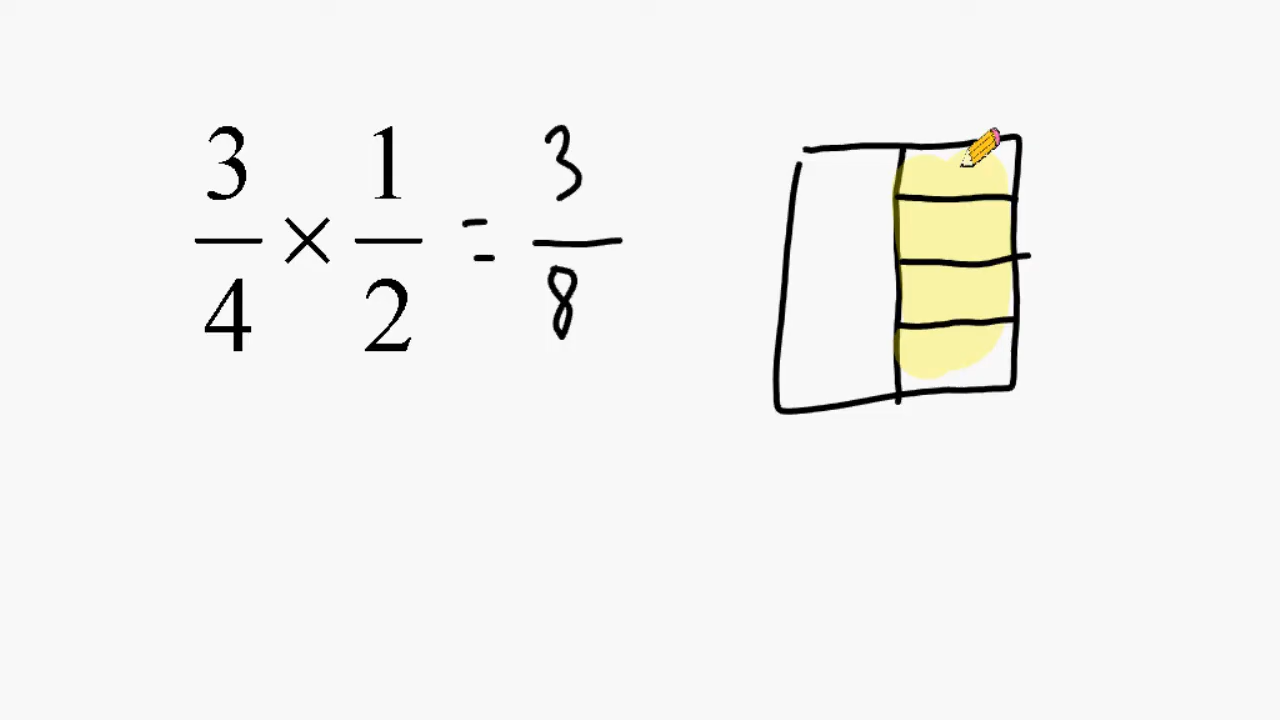 3/4 × 1/2 = 3/8